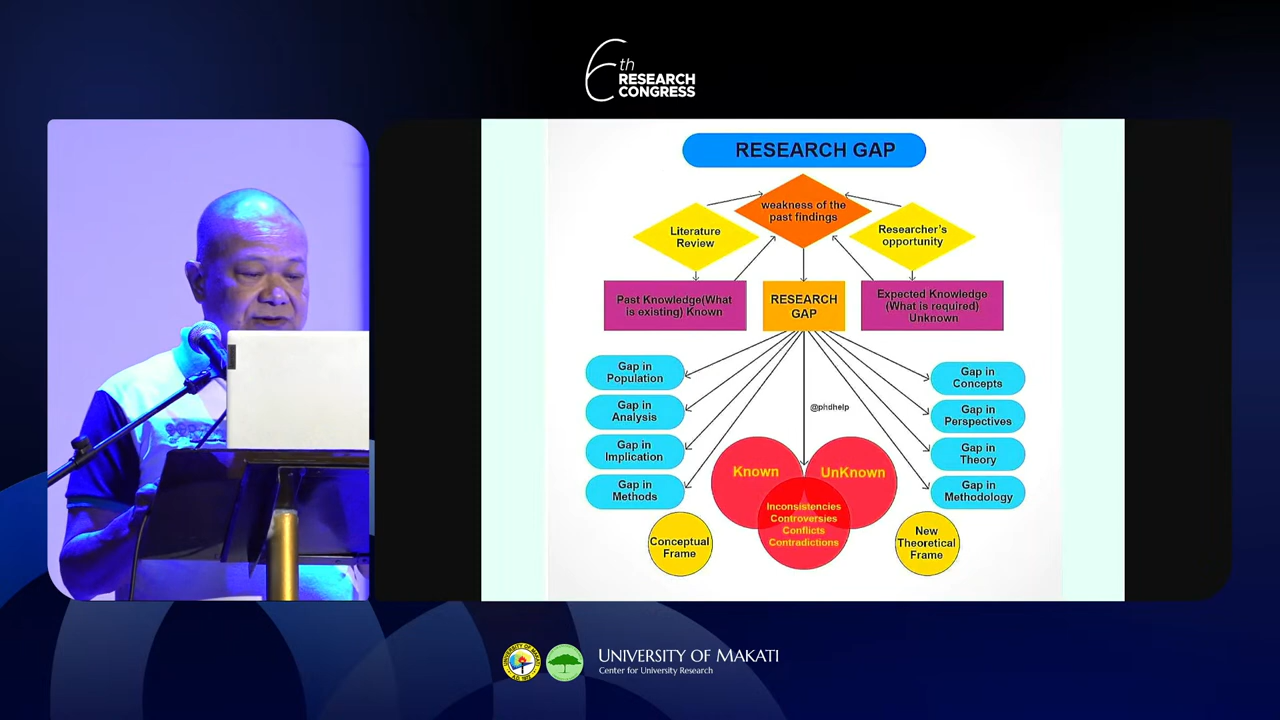 6th
RESEARCH
CONGRESS
RESEARCH GAP
weakness of the
past findings
Literature
Review
Researcher's
opportunity
Past Knowledge(What
is existing) Known
RESEARCH
GAP
Expected Knowledge
(What is required)
Unknown
Gap in
Population
Gap in
Analysis
Gap in
Implication
Gap in
Methods
@phdhelp
Gap in
Concepts
Gap in
Perspectives
Gap in
Theory
Gap in
Methodology
Known
UnKnown
Inconsistencies
Controversies
Conflicts
Contradictions
Conceptual
Frame
New
Theoretical
Frame
UNIVERSITY OF MAKATI
UNIVERSITY OF MAKATI
Center for University Research